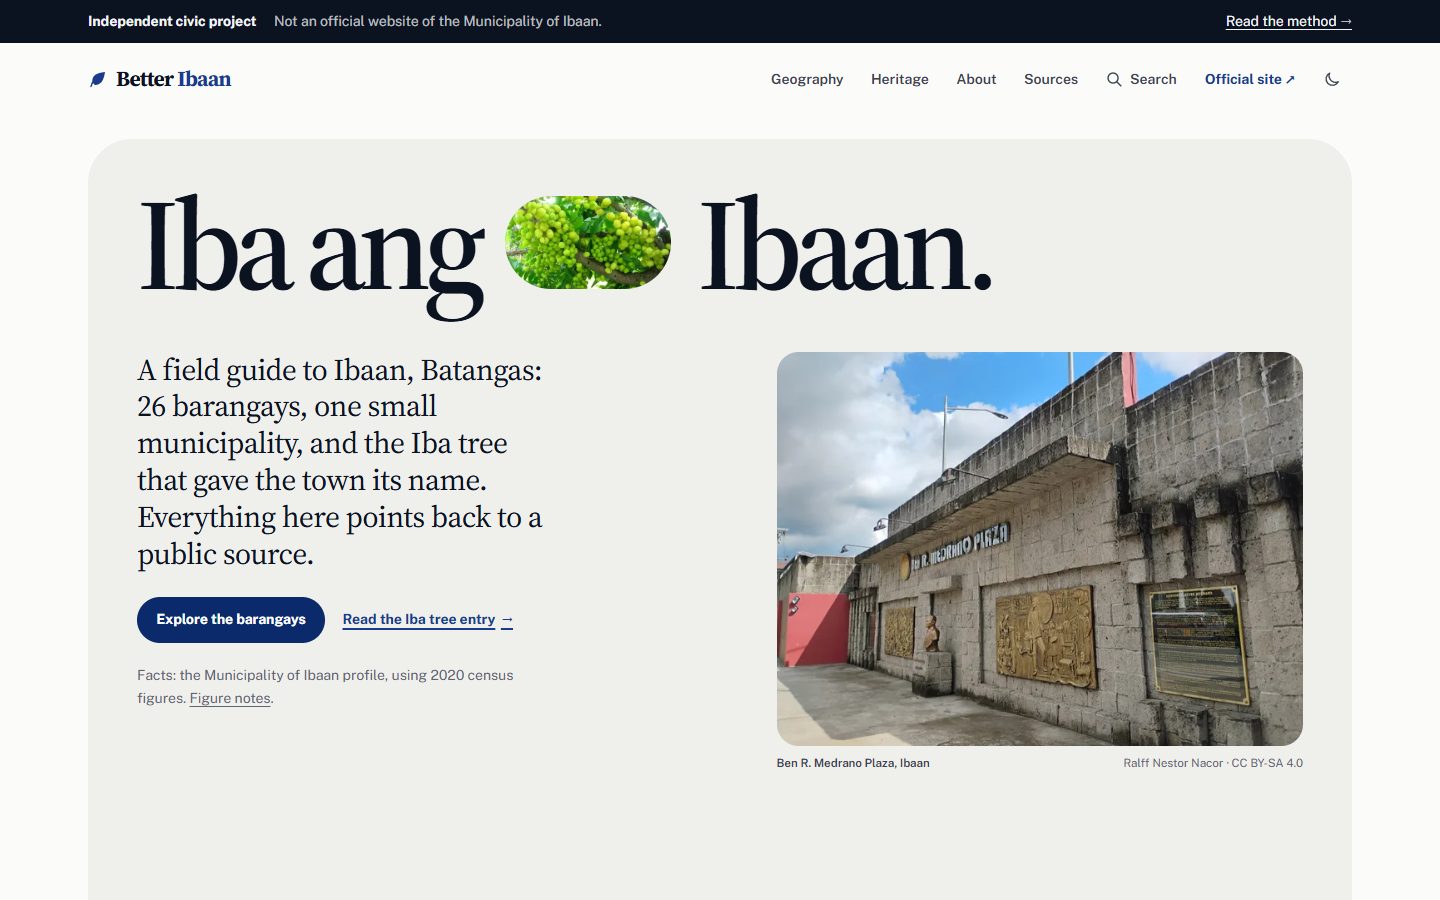 Independent civic project Not an official website of the Municipality of Ibaan. Read the method →
Better Ibaan Geography Heritage About Sources Search Official site ↗
Iba ang Ibaan.
A field guide to Ibaan, Batangas:
26 barangays, one small
municipality, and the Iba tree
that gave the town its name.
Everything here points back to a
public source.
Explore the barangays Read the Iba tree entry →
Facts: the Municipality of Ibaan profile, using 2020 census
figures. Figure notes.
BEN R. MEDRANO PLAZA
Ben R. Medrano Plaza, Ibaan Ralff Nestor Nacor · CC BY-SA 4.0